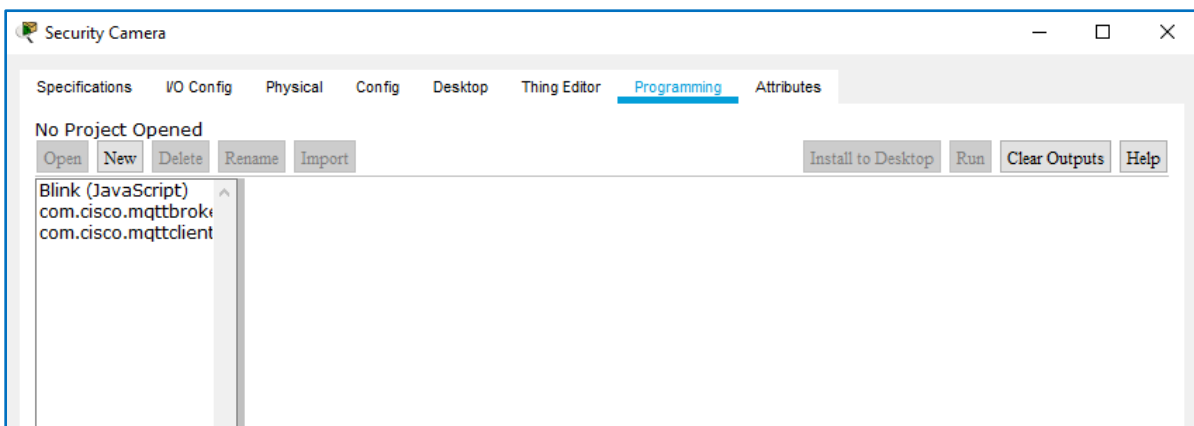 Security Camera
Specifications I/O Config Physical Config Desktop Thing Editor Programming Attributes
No Project Opened
Open New Delete Rename Import Install to Desktop Run Clear Outputs Help
Blink (JavaScript)
com.cisco.mqttbroke
com.cisco.mqttclient